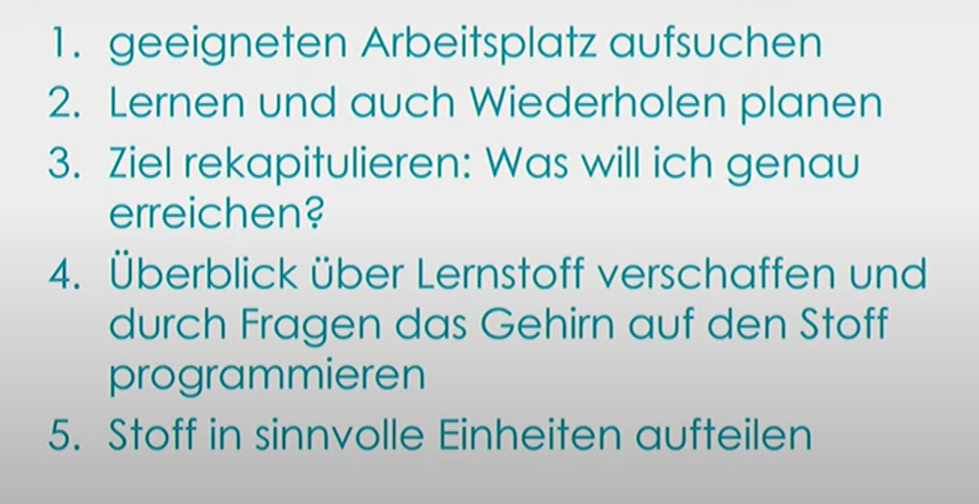 1. geeigneten Arbeitsplatz aufsuchen
2. Lernen und auch Wiederholen planen
3. Ziel rekapitulieren: Was will ich genau
erreichen?
4. Überblick über Lernstoff verschaffen und
durch Fragen das Gehirn auf den Stoff
programmieren
5. Stoff in sinnvolle Einheiten aufteilen